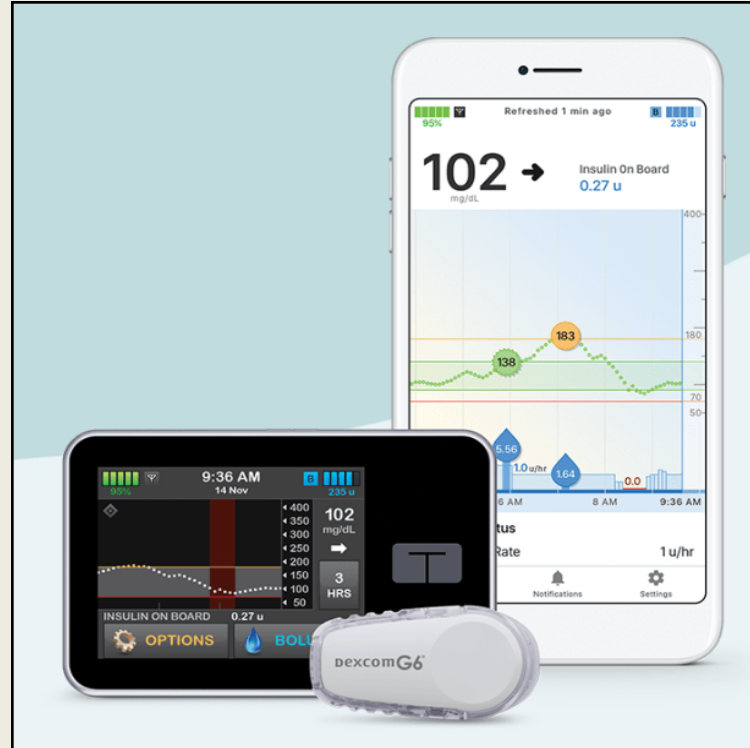 Refreshed 1 min ago
95%
B
235 u
102
mg/dL
Insulin On Board
0.27 u
400
183
180
138
70
50
5.56
1.0 u/hr
1.64
0.0
6 AM
8 AM
9:36 AM
tus
Rate
1 u/hr
Notifications
Settings
9:36 AM
14 Nov
95%
B
235 u
400
350
300
250
200
150
100
50
102
mg/dL
3
HRS
INSULIN ON BOARD 0.27 u
OPTIONS
BOLU
Dexcom G6